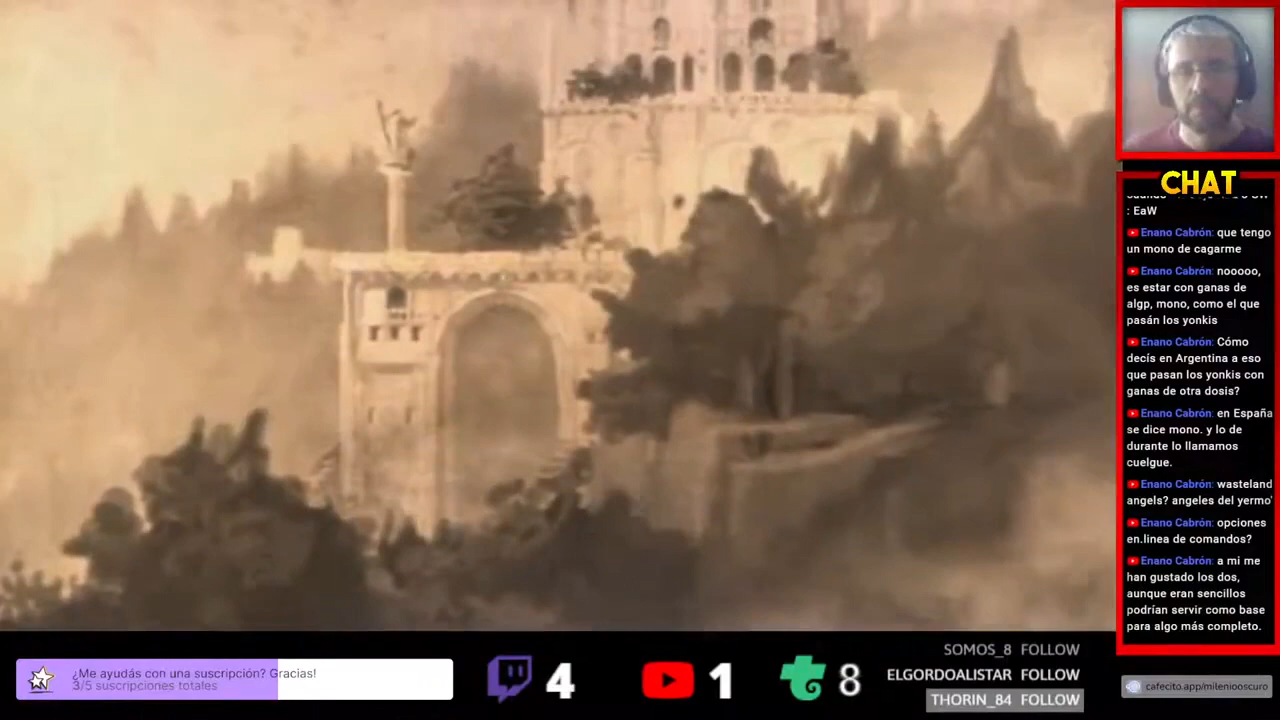 CHAT
: EaW
Enano Cabrón: que tengo
un mono de cagarme
Enano Cabrón: nooooo,
es estar con ganas de
algp, mono, como el que
pasán los yonkis
Enano Cabrón: Cómo
decís en Argentina a eso
que pasan los yonkis con
ganas de otra dosis?
Enano Cabrón: en España
se dice mono. y lo de
durante lo llamamos
cuelgue.
Enano Cabrón: wasteland
angels? angeles del yermo
Enano Cabrón: opciones
en.linea de comandos?
Enano Cabrón: a mi me
han gustado los dos,
aunque eran sencillos
podrían servir como base
para algo más completo.
¿Me ayudás con una suscripción? Gracias!
3/5 suscripciones totales
4
1
8
SOMOS_8 FOLLOW
ELGORDOALISTAR FOLLOW
THORIN_84 FOLLOW
cafecito.app/mileniooscuro